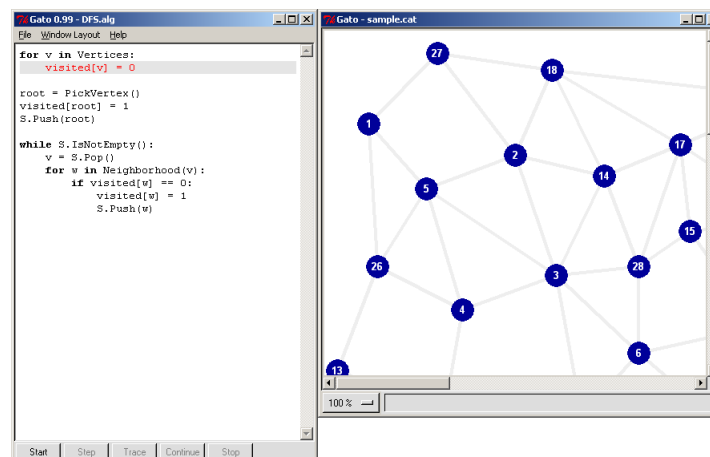 Gato 0.99 - DFS.alg
File Window Layout Help
for v in Vertices:
    visited[v] = 0

root = PickVertex()
visited[root] = 1
S.Push(root)

while S.IsNotEmpty():
    v = S.Pop()
    for w in Neighborhood(v):
        if visited[w] == 0:
            visited[w] = 1
            S.Push(w)
Start Step Trace Continue Stop
Gato - sample.cat
27
18
1
17
2
14
5
15
26
28
3
4
6
13
100 %